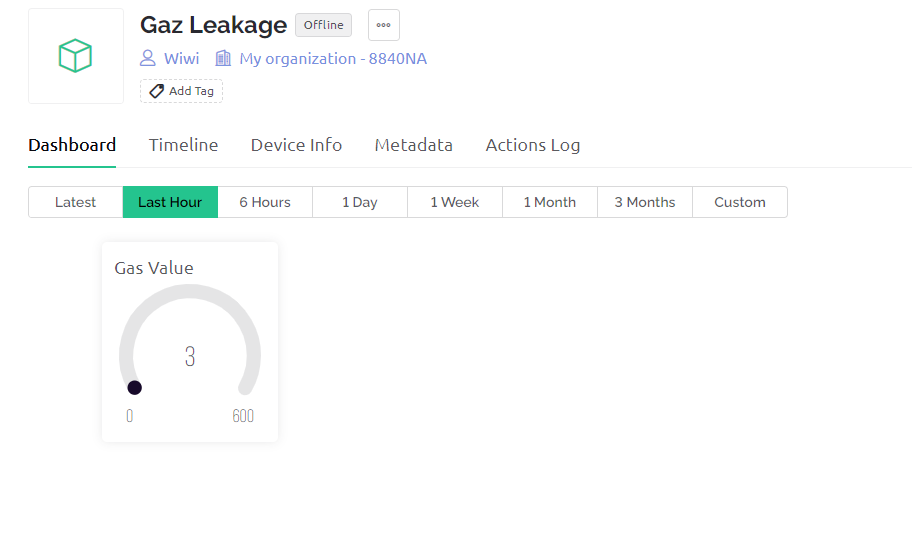 Gaz Leakage Offline
Wiwi My organization - 8840NA
Add Tag
Dashboard Timeline Device Info Metadata Actions Log
Latest Last Hour 6 Hours 1 Day 1 Week 1 Month 3 Months Custom
Gas Value
3
0 600